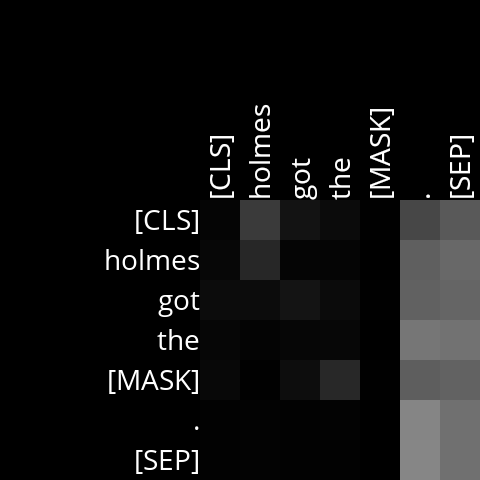 [CLS]
holmes
got
the
[MASK]
.
[SEP]
[CLS]
holmes
got
the
[MASK]
.
[SEP]